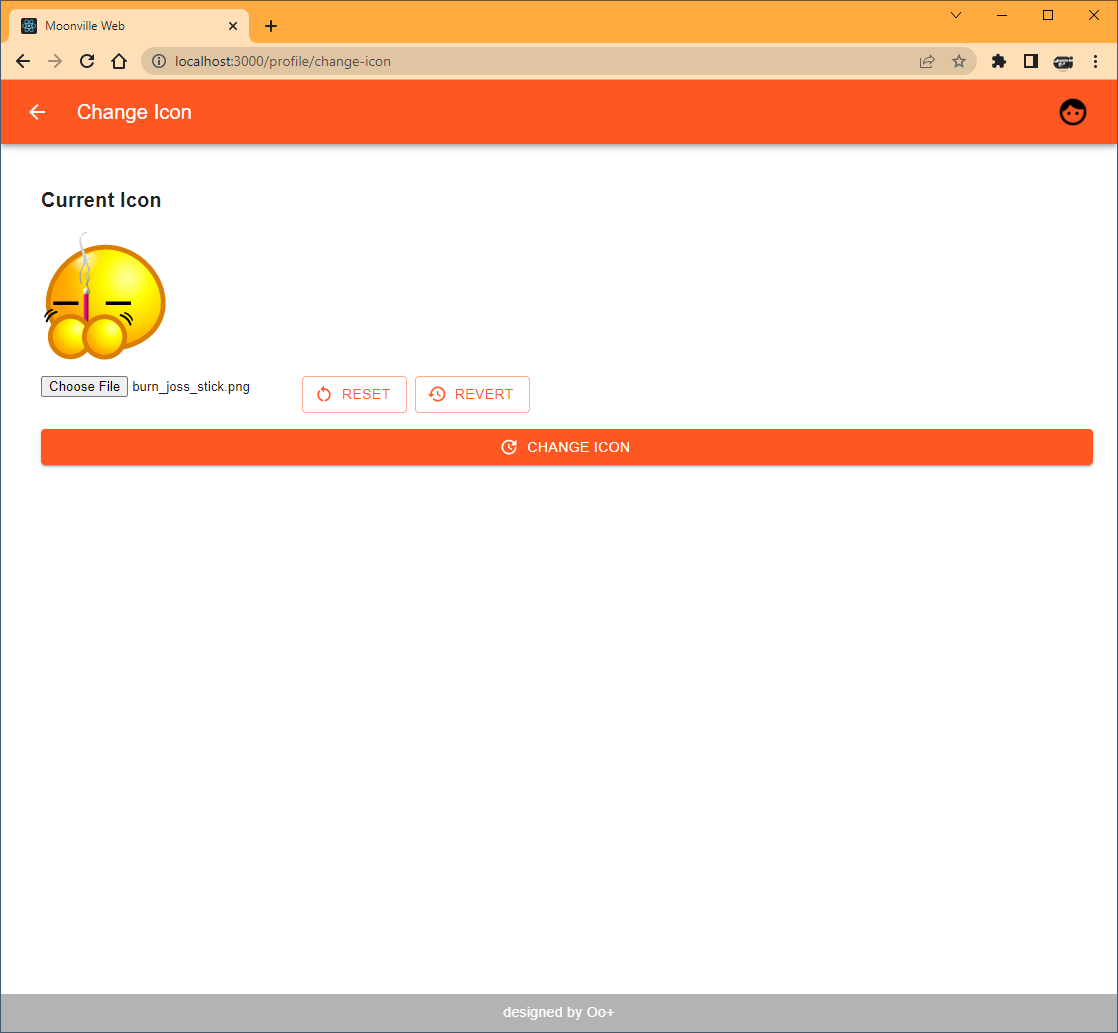 Moonville Web
localhost:3000/profile/change-icon
Change Icon
Current Icon
Choose File burn_joss_stick.png
RESET
REVERT
CHANGE ICON
designed by Oo+